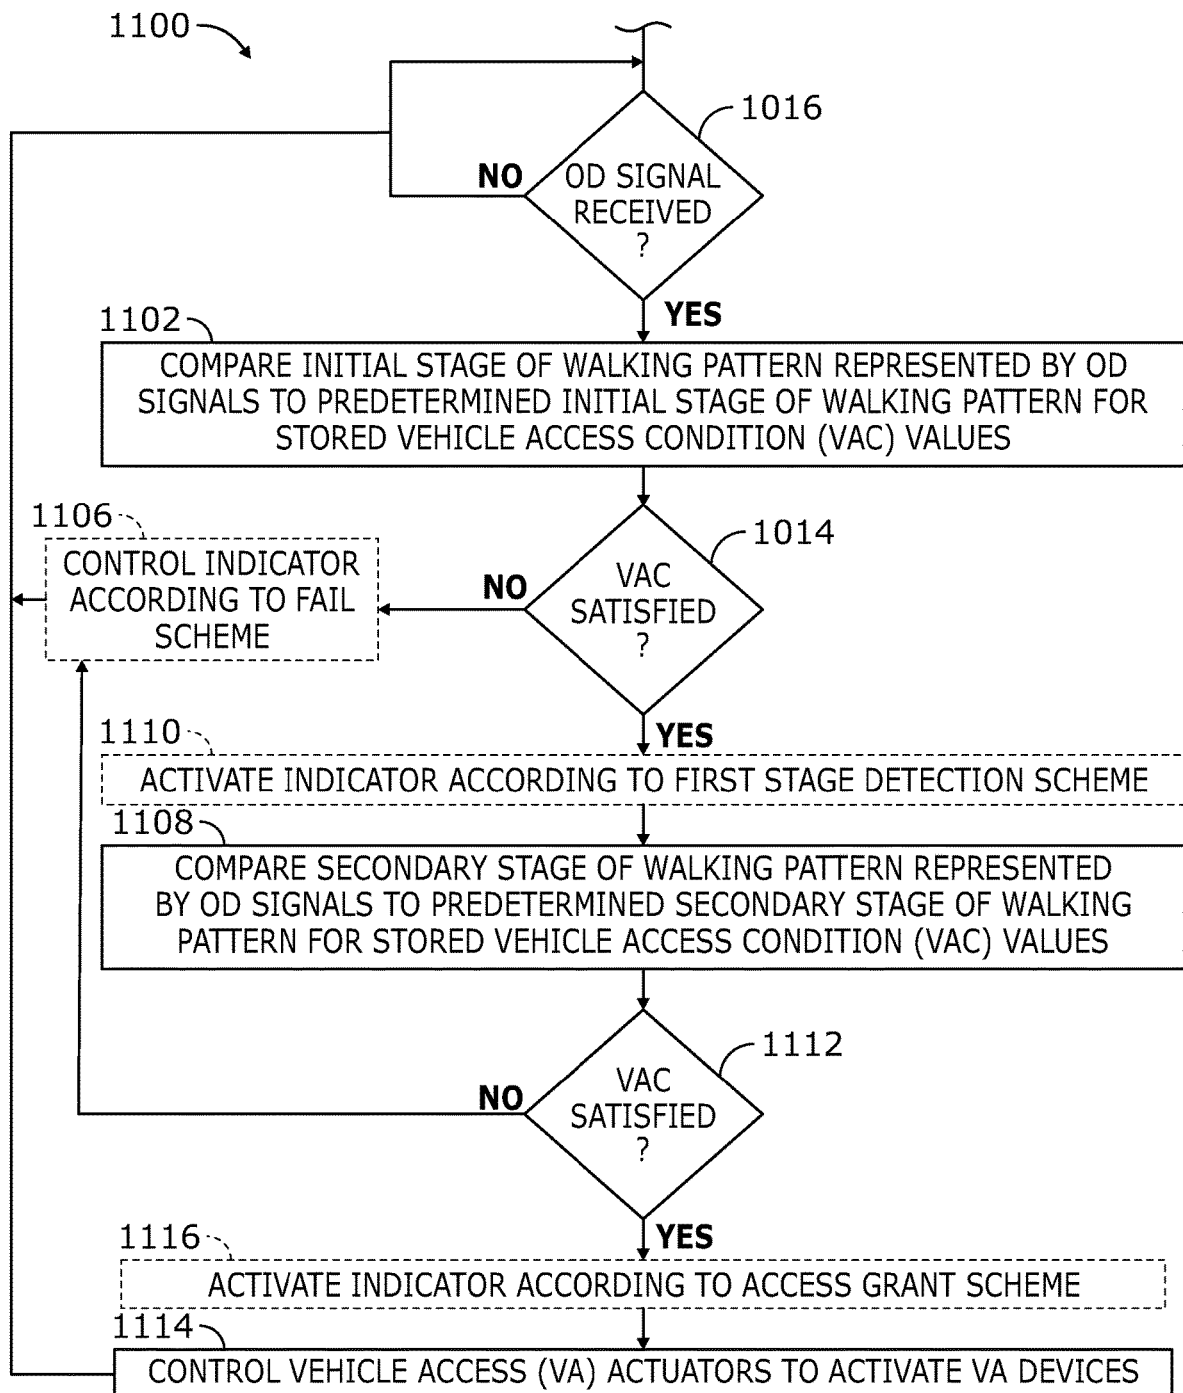 1100
1016
NO
OD SIGNAL
RECEIVED
?
YES
1102
COMPARE INITIAL STAGE OF WALKING PATTERN REPRESENTED BY OD
SIGNALS TO PREDETERMINED INITIAL STAGE OF WALKING PATTERN FOR
STORED VEHICLE ACCESS CONDITION (VAC) VALUES
1106
CONTROL INDICATOR
ACCORDING TO FAIL
SCHEME
1014
NO
VAC
SATISFIED
?
YES
1110
ACTIVATE INDICATOR ACCORDING TO FIRST STAGE DETECTION SCHEME
1108
COMPARE SECONDARY STAGE OF WALKING PATTERN REPRESENTED
BY OD SIGNALS TO PREDETERMINED SECONDARY STAGE OF WALKING
PATTERN FOR STORED VEHICLE ACCESS CONDITION (VAC) VALUES
1112
NO
VAC
SATISFIED
?
YES
1116
ACTIVATE INDICATOR ACCORDING TO ACCESS GRANT SCHEME
1114
CONTROL VEHICLE ACCESS (VA) ACTUATORS TO ACTIVATE VA DEVICES